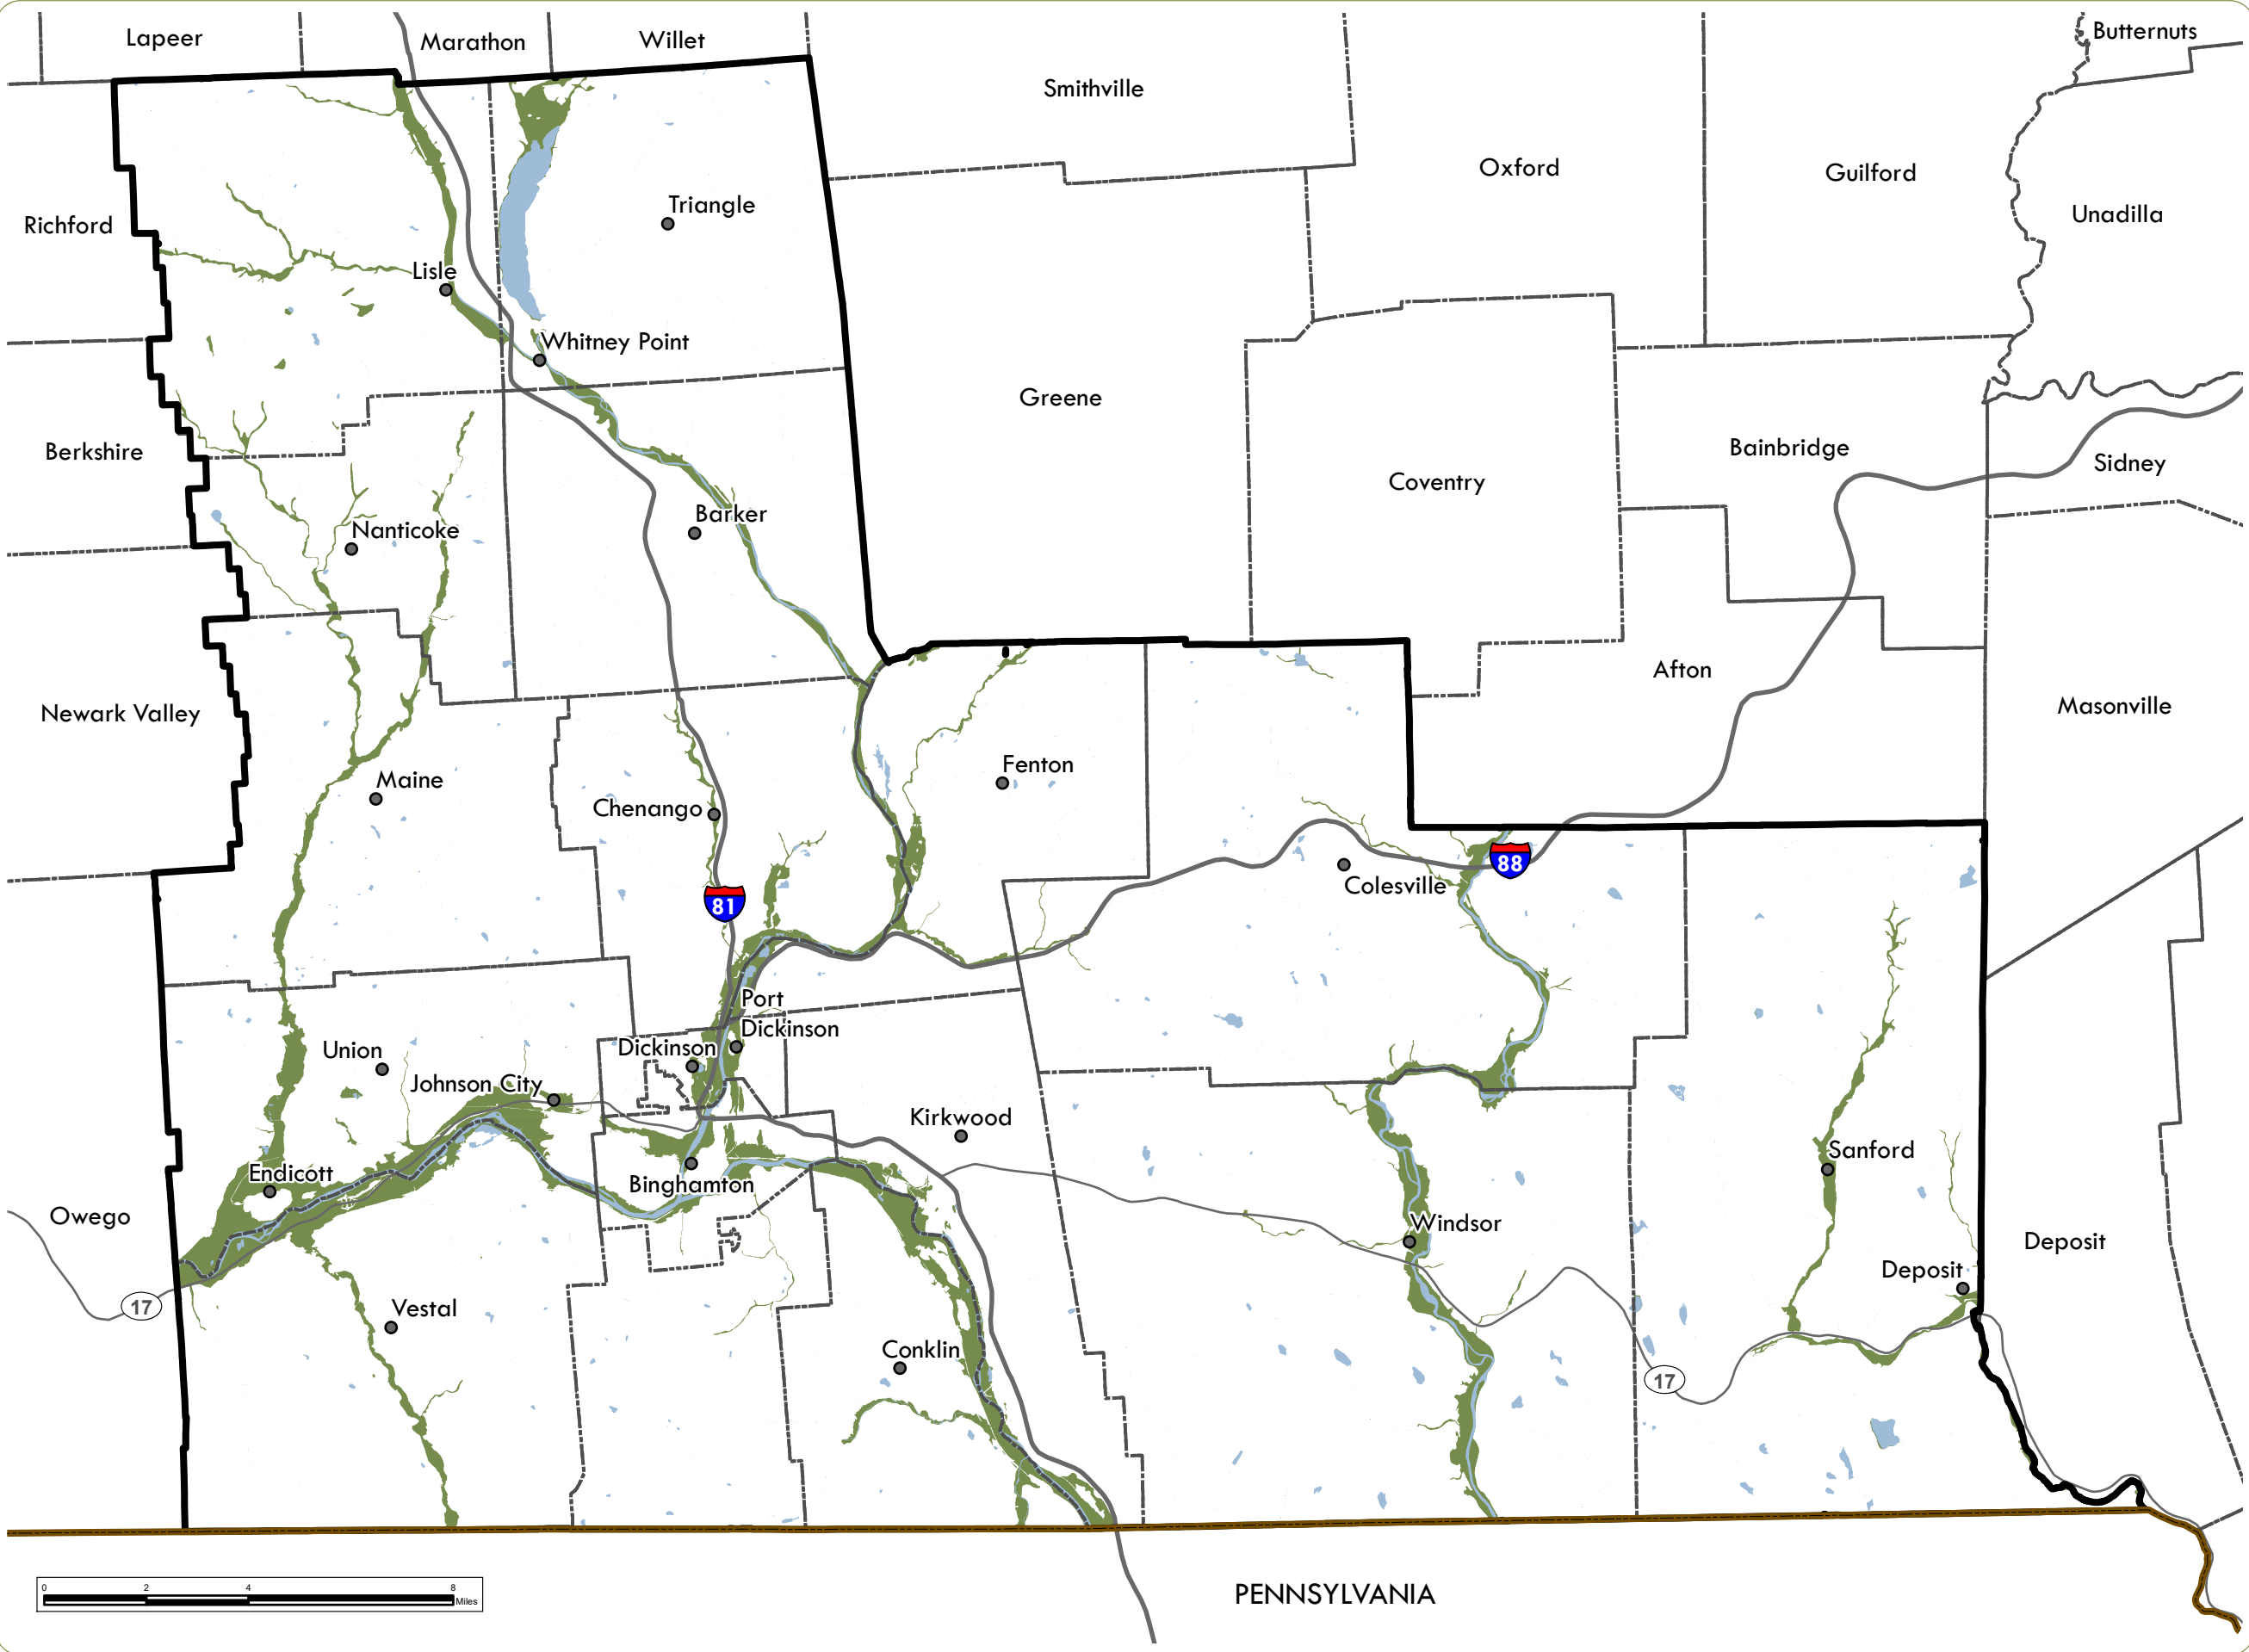 Lapeer
Marathon
Willet
Butternuts
Smithville
Oxford
Guilford
Unadilla
Richford
Triangle
Lisle
Whitney Point
Greene
Berkshire
Bainbridge
Sidney
Coventry
Barker
Nanticoke
Afton
Newark Valley
Masonville
Fenton
Maine
Chenango
88
Colesville
81
Port
Dickinson
Dickinson
Union
Johnson City
Kirkwood
Sanford
Endicott
Binghamton
Owego
Windsor
Deposit
Deposit
17
Vestal
Conklin
17
0 2 4 8
Miles
PENNSYLVANIA